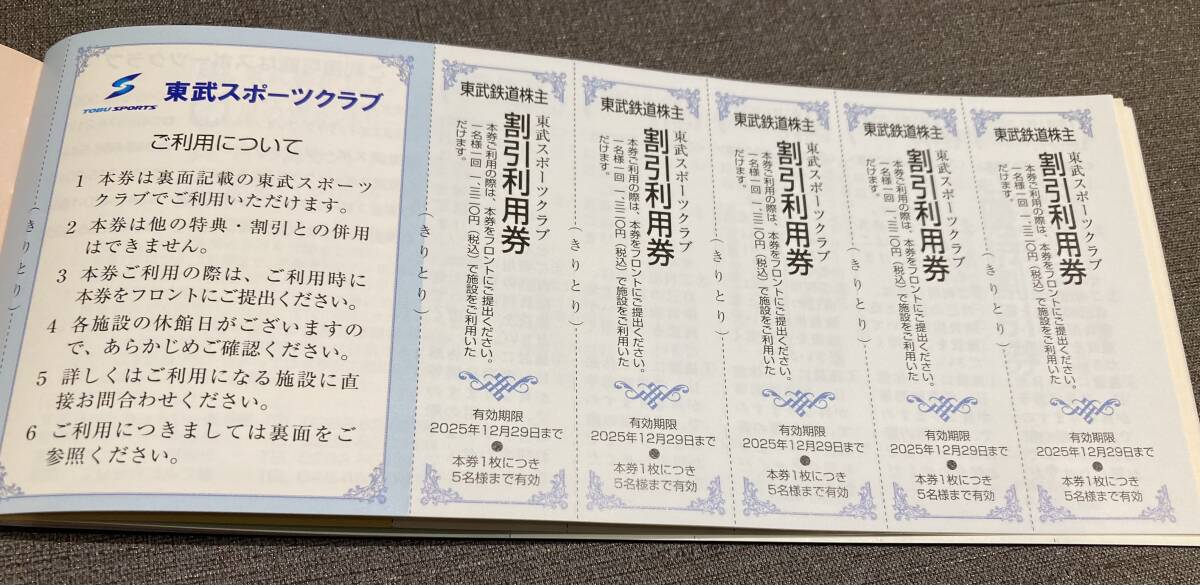 TOBU SPORTS
東武スポーツクラブ
ご利用について
1 本券は裏面記載の東武スポーツ
クラブでご利用いただけます。
2 本券は他の特典・割引との併用
はできません。
3 本券ご利用の際は、ご利用時に
本券をフロントにご提出ください。
4 各施設の休館日がございますの
で、あらかじめご確認ください。
5 詳しくはご利用になる施設に直
接お問合わせください。
6 ご利用につきましては裏面をご
参照ください。
(きりとり)
東武鉄道株主
東武スポーツクラブ
割引利用券
本券ご利用の際は、本券をフロントにご提出ください。
一名様一回 一、三二〇円(税込)で施設をご利用いた
だけます。
有効期限
2025年12月29日まで
本券1枚につき
5名様まで有効
(きりとり)
東武鉄道株主
東武スポーツクラブ
割引利用券
本券ご利用の際は、本券をフロントにご提出ください。
一名様一回 一、三二〇円(税込)で施設をご利用いた
だけます。
有効期限
2025年12月29日まで
本券1枚につき
5名様まで有効
(きりとり)
東武鉄道株主
東武スポーツクラブ
割引利用券
本券ご利用の際は、本券をフロントにご提出ください。
一名様一回 一、三二〇円(税込)で施設をご利用いた
だけます。
有効期限
2025年12月29日まで
本券1枚につき
5名様まで有効
(きりとり)
東武鉄道株主
東武スポーツクラブ
割引利用券
本券ご利用の際は、本券をフロントにご提出ください。
一名様一回 一、三二〇円(税込)で施設をご利用いた
だけます。
有効期限
2025年12月29日まで
本券1枚につき
5名様まで有効
(きりとり)
東武鉄道株主
東武スポーツクラブ
割引利用券
本券ご利用の際は、本券をフロントにご提出ください。
一名様一回 一、三二〇円(税込)で施設をご利用いた
だけます。
有効期限
2025年12月29日まで
本券1枚につき
5名様まで有効
(きりとり)